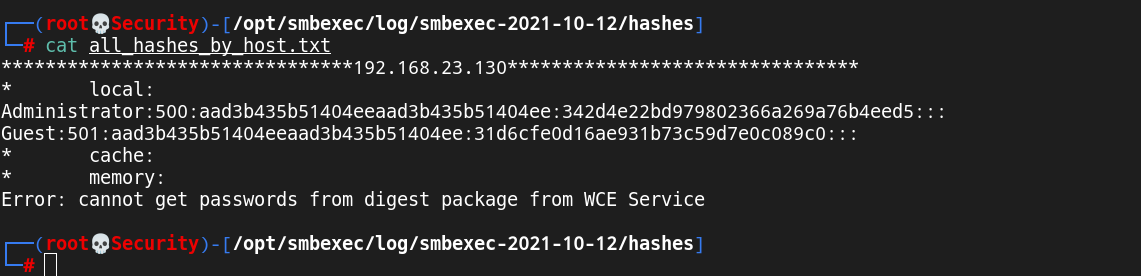 ┌──(root💀Security)-[/opt/smbexec/log/smbexec-2021-10-12/hashes]
└─# cat all_hashes_by_host.txt
********************************192.168.23.130********************************
*       local:
Administrator:500:aad3b435b51404eeaad3b435b51404ee:342d4e22bd979802366a269a76b4eed5:::
Guest:501:aad3b435b51404eeaad3b435b51404ee:31d6cfe0d16ae931b73c59d7e0c089c0:::
*       cache:
*       memory:
Error: cannot get passwords from digest package from WCE Service
┌──(root💀Security)-[/opt/smbexec/log/smbexec-2021-10-12/hashes]
└─#